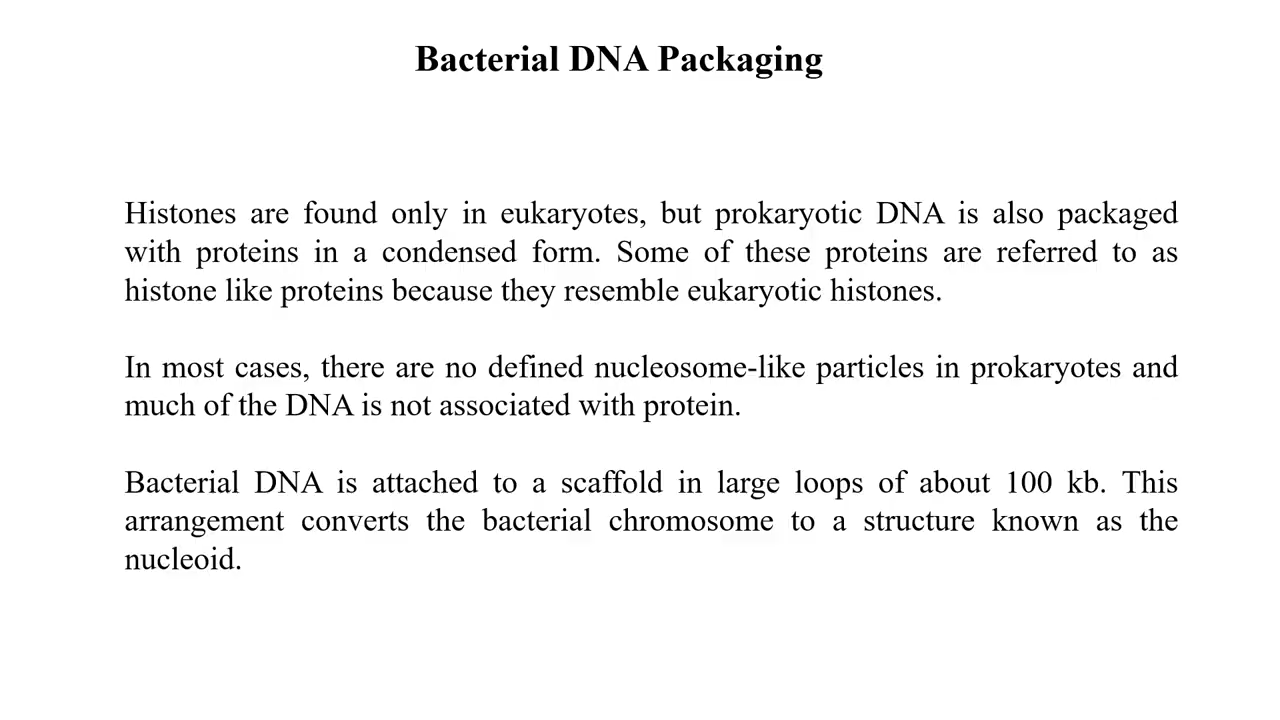 Bacterial DNA Packaging
Histones are found only in eukaryotes, but prokaryotic DNA is also packaged
with proteins in a condensed form. Some of these proteins are referred to as
histone like proteins because they resemble eukaryotic histones.
In most cases, there are no defined nucleosome-like particles in prokaryotes and
much of the DNA is not associated with protein.
Bacterial DNA is attached to a scaffold in large loops of about 100 kb. This
arrangement converts the bacterial chromosome to a structure known as the
nucleoid.